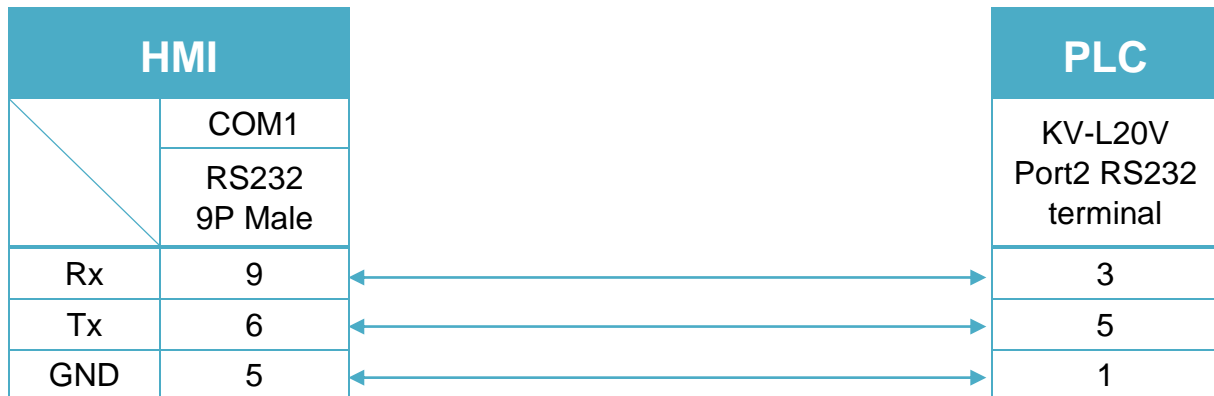 HMI
PLC
COM1
RS232
9P Male
KV-L20V
Port2 RS232
terminal
Rx 9 3
Tx 6 5
GND 5 1